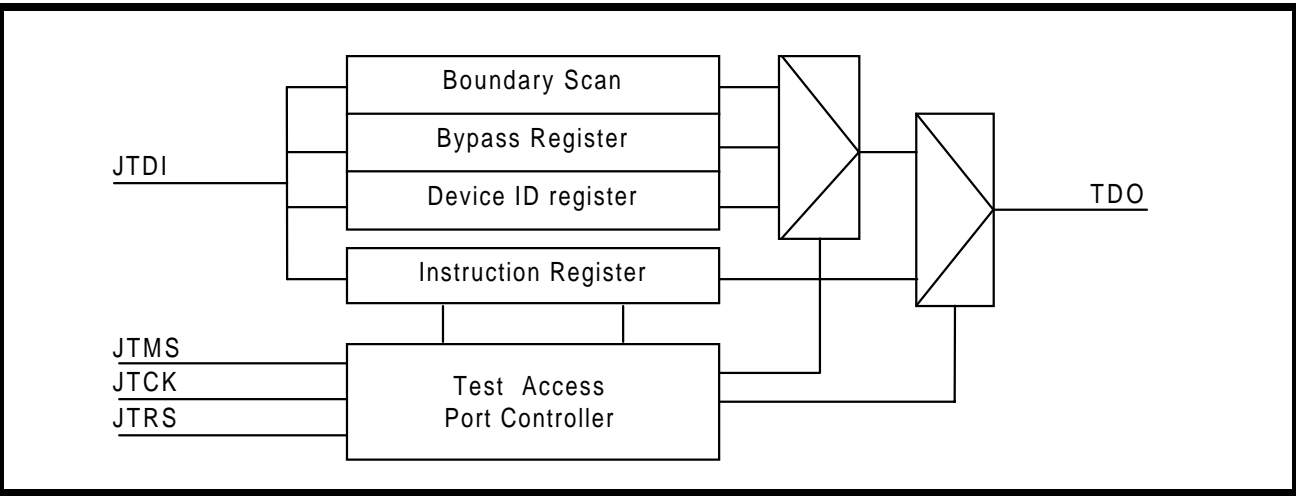 Boundary Scan
Bypass Register
JTDI
Device ID register
TDO
Instruction Register
JTMS
JTCK
JTRS
Test Access
Port Controller